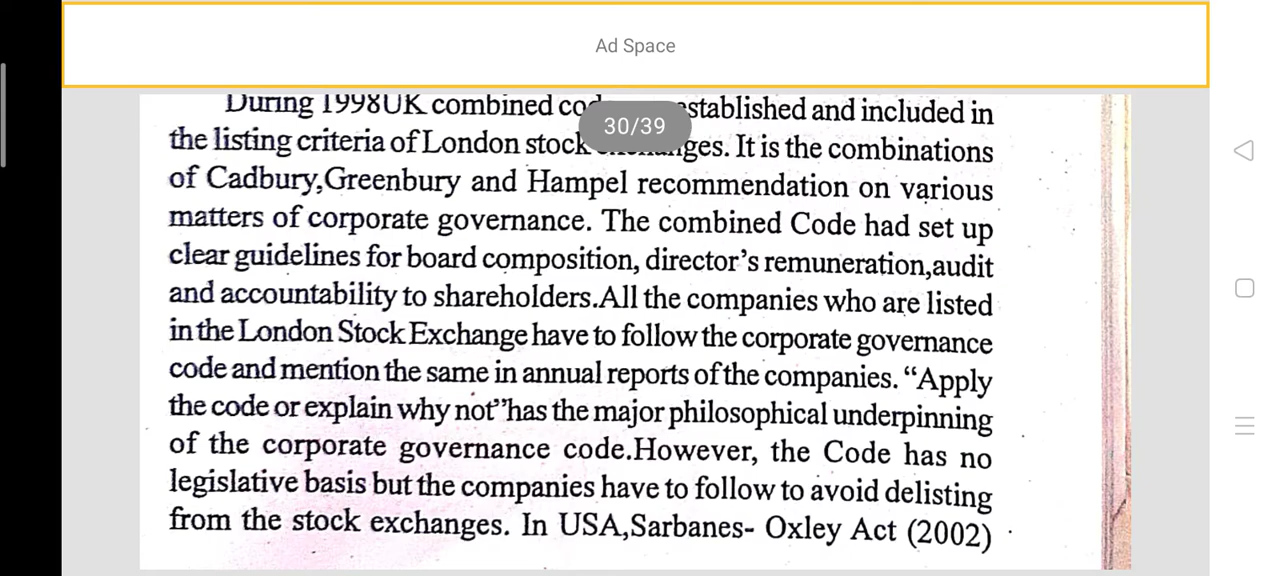 Ad Space
During 1998UK combined established and included in
30/39
the listing criteria of London stock exchanges. It is the combinations
of Cadbury,Greenbury and Hampel recommendation on various
matters of corporate governance. The combined Code had set up
clear guidelines for board composition, director's remuneration,audit
and accountability to shareholders.All the companies who are listed
in the London Stock Exchange have to follow the corporate governance
code and mention the same in annual reports of the companies. “Apply
the code or explain why not”has the major philosophical underpinning
of the corporate governance code.However, the Code has no
legislative basis but the companies have to follow to avoid delisting
from the stock exchanges. In USA,Sarbanes- Oxley Act (2002)